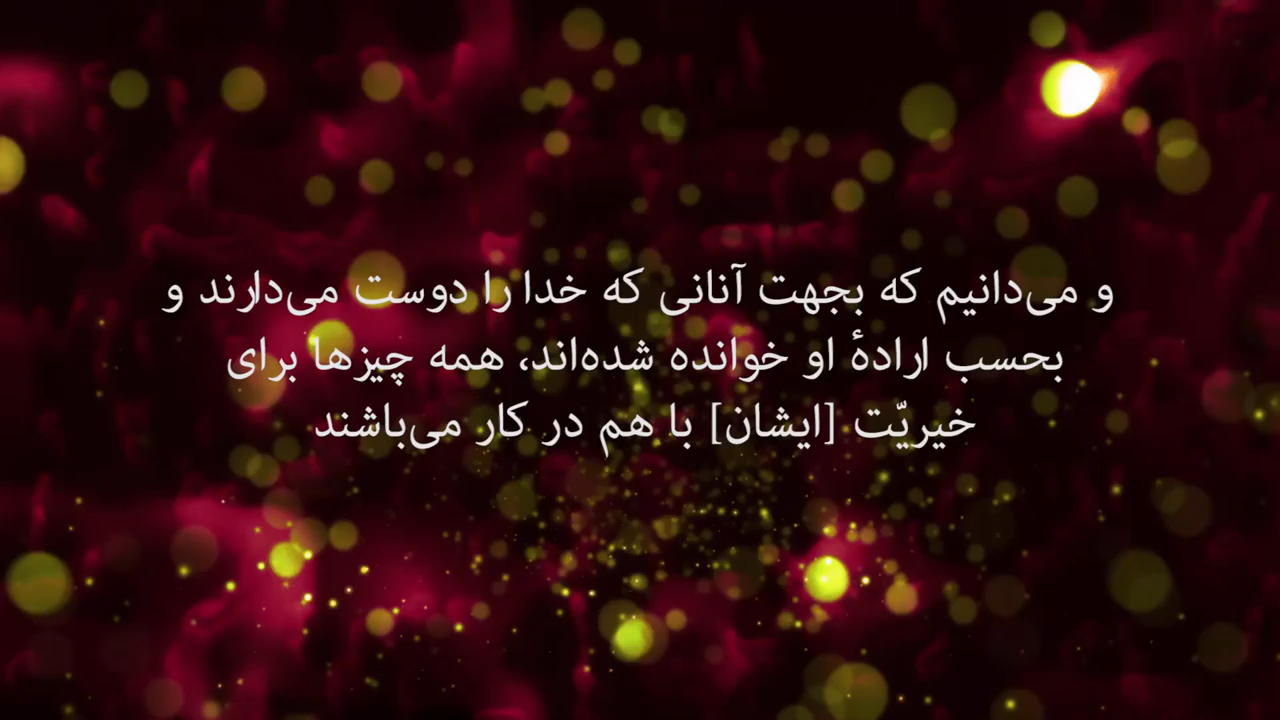 و می‌دانیم که بجهت آنانی که خدا را دوست می‌دارند و
بحسب ارادهٔ او خوانده شده‌اند، همه چیزها برای
خیریّت [ایشان] با هم در کار می‌باشند